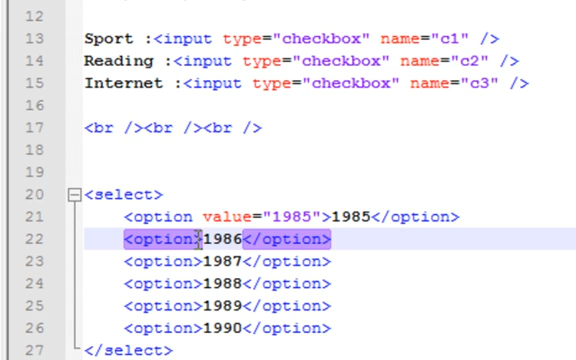 12
13 Sport :<input type="checkbox" name="c1" />
14 Reading :<input type="checkbox" name="c2" />
15 Internet :<input type="checkbox" name="c3" />
16
17 <br /><br /><br />
18
19
20 <select>
21 <option value="1985">1985</option>
22 <option>1986</option>
23 <option>1987</option>
24 <option>1988</option>
25 <option>1989</option>
26 <option>1990</option>
27 </select>